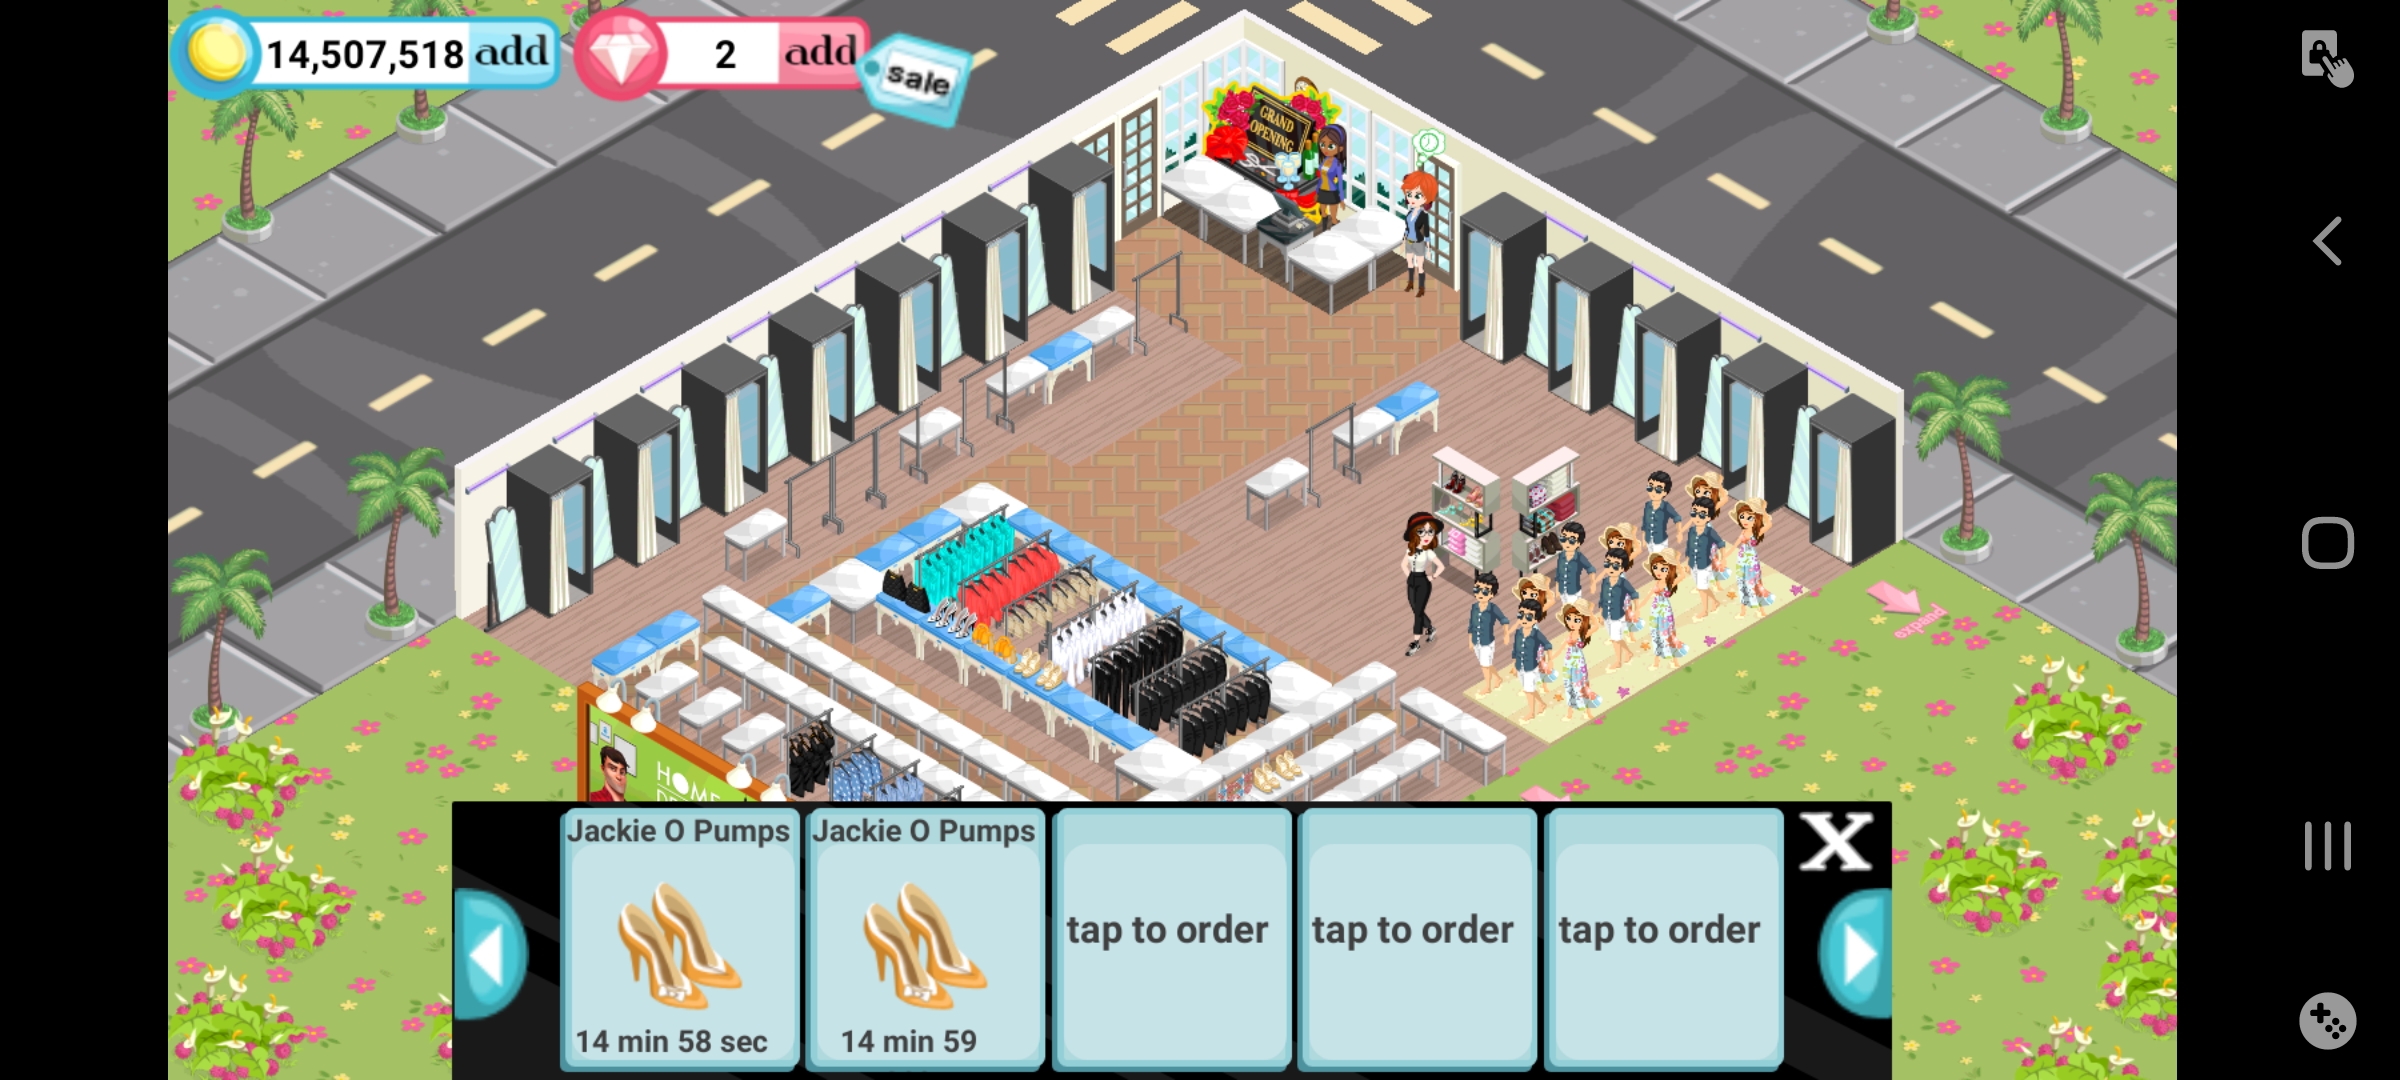 14,507,518 add
2 add
sale
GRAND
OPENING
expand
HOME
Jackie O Pumps
14 min 58 sec
Jackie O Pumps
14 min 59
tap to order
tap to order
tap to order
X